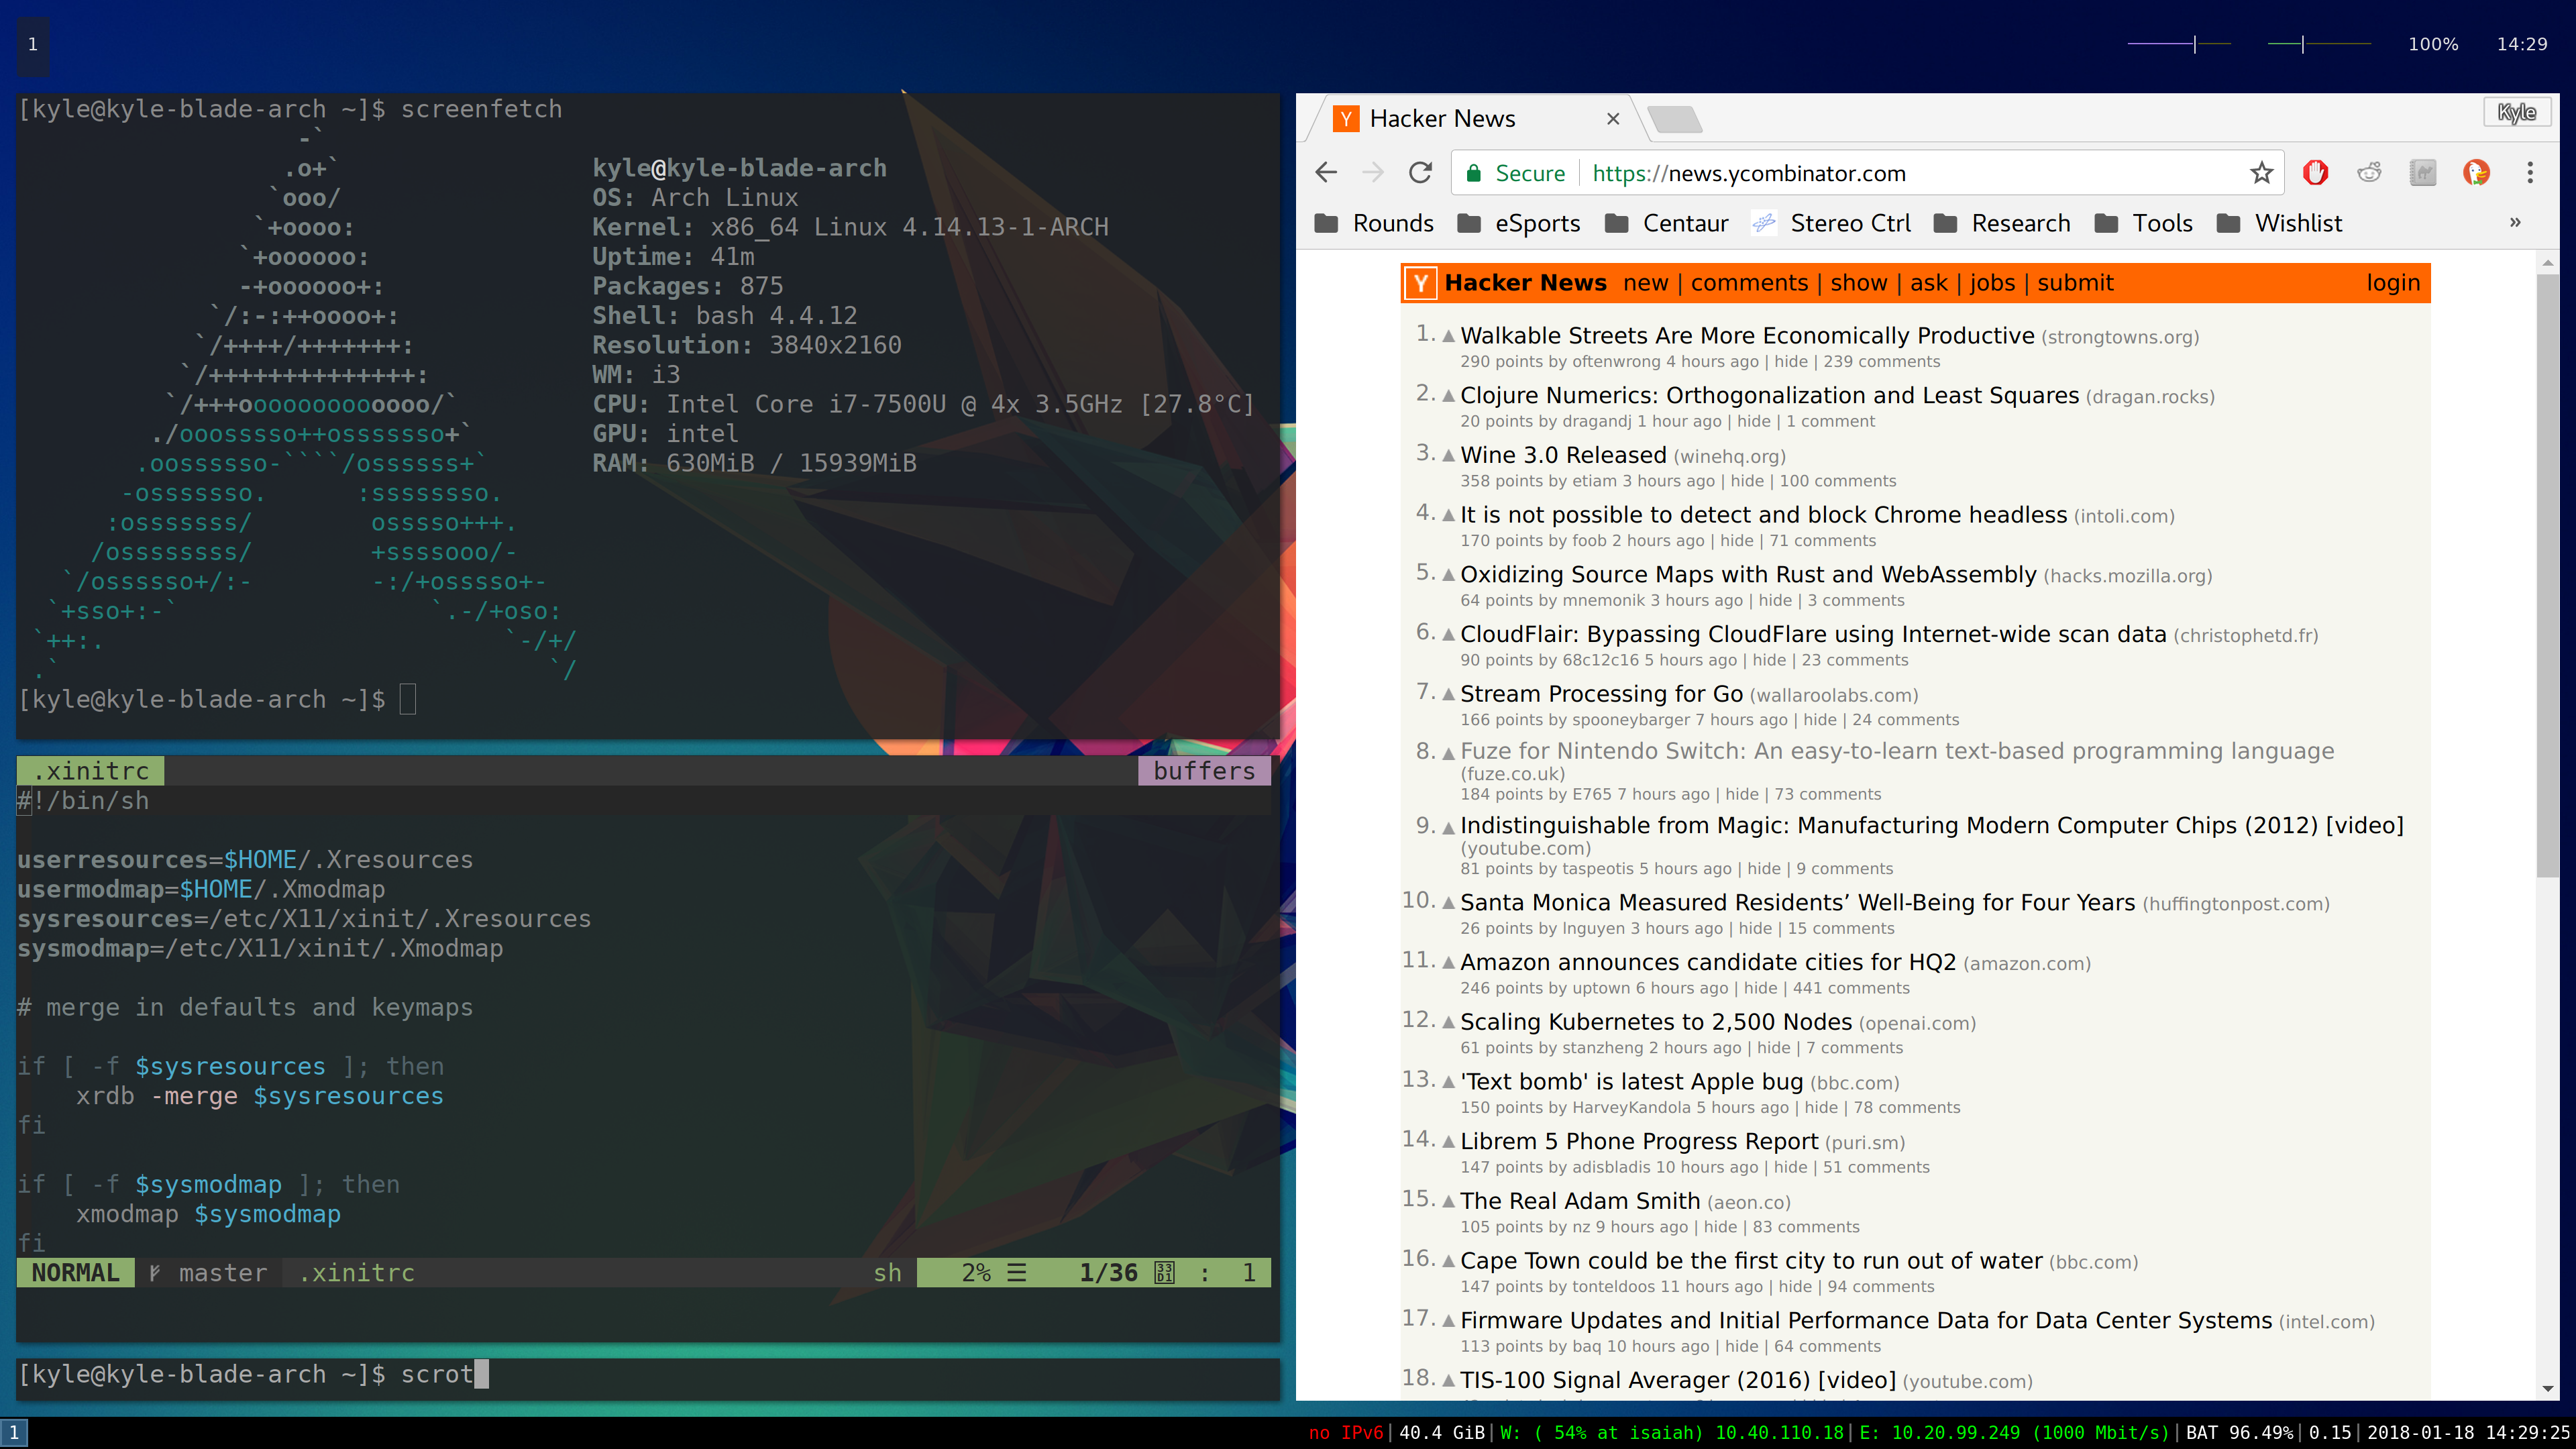 1
100% 14:29
[kyle@kyle-blade-arch ~]$ screenfetch
-`
.o+` kyle@kyle-blade-arch
`ooo/ OS: Arch Linux
`+oooo: Kernel: x86_64 Linux 4.14.13-1-ARCH
`+oooooo: Uptime: 41m
-+oooooo+: Packages: 875
`/:-:++oooo+: Shell: bash 4.4.12
`/++++/+++++++: Resolution: 3840x2160
`/++++++++++++++: WM: i3
`/+++ooooooooooooo/` CPU: Intel Core i7-7500U @ 4x 3.5GHz [27.8°C]
./ooosssso++osssssso+` GPU: intel
.oossssso-````/ossssss+` RAM: 630MiB / 15939MiB
-osssssso. :ssssssso.
:osssssss/ osssso+++.
/ossssssss/ +ssssooo/-
`/ossssso+/:- -:/+osssso+-
`+sso+:-` `.-/+oso:
`++:. `-/+/
.` `/
[kyle@kyle-blade-arch ~]$
.xinitrc buffers
#!/bin/sh
userresources=$HOME/.Xresources
usermodmap=$HOME/.Xmodmap
sysresources=/etc/X11/xinit/.Xresources
sysmodmap=/etc/X11/xinit/.Xmodmap
# merge in defaults and keymaps
if [ -f $sysresources ]; then
xrdb -merge $sysresources
fi
if [ -f $sysmodmap ]; then
xmodmap $sysmodmap
fi
NORMAL master .xinitrc sh 2% ☰ 1/36 : 1
[kyle@kyle-blade-arch ~]$ scrot
Hacker News
Kyle
Secure https://news.ycombinator.com
Rounds eSports Centaur Stereo Ctrl Research Tools Wishlist »
Y Hacker News new | comments | show | ask | jobs | submit login
1. Walkable Streets Are More Economically Productive (strongtowns.org)
290 points by oftenwrong 4 hours ago | hide | 239 comments
2. Clojure Numerics: Orthogonalization and Least Squares (dragan.rocks)
20 points by dragandj 1 hour ago | hide | 1 comment
3. Wine 3.0 Released (winehq.org)
358 points by etiam 3 hours ago | hide | 100 comments
4. It is not possible to detect and block Chrome headless (intoli.com)
170 points by foob 2 hours ago | hide | 71 comments
5. Oxidizing Source Maps with Rust and WebAssembly (hacks.mozilla.org)
64 points by mnemonik 3 hours ago | hide | 3 comments
6. CloudFlair: Bypassing CloudFlare using Internet-wide scan data (christophetd.fr)
90 points by 68c12c16 5 hours ago | hide | 23 comments
7. Stream Processing for Go (wallaroolabs.com)
166 points by spooneybarger 7 hours ago | hide | 24 comments
8. Fuze for Nintendo Switch: An easy-to-learn text-based programming language
(fuze.co.uk)
184 points by E765 7 hours ago | hide | 73 comments
9. Indistinguishable from Magic: Manufacturing Modern Computer Chips (2012) [video]
(youtube.com)
81 points by taspeotis 5 hours ago | hide | 9 comments
10. Santa Monica Measured Residents’ Well-Being for Four Years (huffingtonpost.com)
26 points by lnguyen 3 hours ago | hide | 15 comments
11. Amazon announces candidate cities for HQ2 (amazon.com)
246 points by uptown 6 hours ago | hide | 441 comments
12. Scaling Kubernetes to 2,500 Nodes (openai.com)
61 points by stanzheng 2 hours ago | hide | 7 comments
13. 'Text bomb' is latest Apple bug (bbc.com)
150 points by HarveyKandola 5 hours ago | hide | 78 comments
14. Librem 5 Phone Progress Report (puri.sm)
147 points by adisbladis 10 hours ago | hide | 51 comments
15. The Real Adam Smith (aeon.co)
105 points by nz 9 hours ago | hide | 83 comments
16. Cape Town could be the first city to run out of water (bbc.com)
147 points by tonteldoos 11 hours ago | hide | 94 comments
17. Firmware Updates and Initial Performance Data for Data Center Systems (intel.com)
113 points by baq 10 hours ago | hide | 64 comments
18. TIS-100 Signal Averager (2016) [video] (youtube.com)
1 no IPv6|40.4 GiB|W: ( 54% at isaiah) 10.40.110.18|E: 10.20.99.249 (1000 Mbit/s)|BAT 96.49%|0.15|2018-01-18 14:29:25